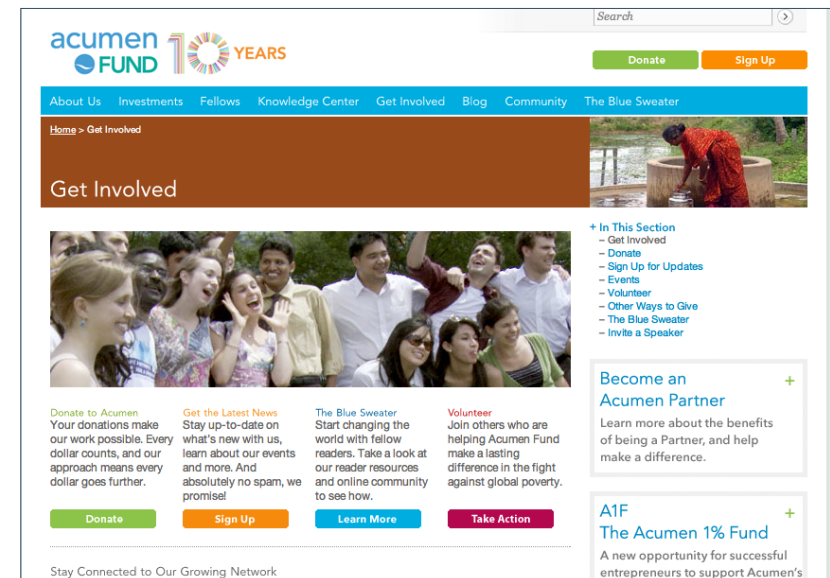 Search
acumen
FUND
10 YEARS
Donate
Sign Up
About Us Investments Fellows Knowledge Center Get Involved Blog Community The Blue Sweater
Home > Get Involved
Get Involved
+ In This Section
– Get Involved
– Donate
– Sign Up for Updates
– Events
– Volunteer
– Other Ways to Give
– The Blue Sweater
– Invite a Speaker
Donate to Acumen
Your donations make
our work possible. Every
dollar counts, and our
approach means every
dollar goes further.
Donate
Get the Latest News
Stay up-to-date on
what's new with us,
learn about our events
and more. And
absolutely no spam, we
promise!
Sign Up
The Blue Sweater
Start changing the
world with fellow
readers. Take a look at
our reader resources
and online community
to see how.
Learn More
Volunteer
Join others who are
helping Acumen Fund
make a lasting
difference in the fight
against global poverty.
Take Action
Become an +
Acumen Partner
Learn more about the benefits
of being a Partner, and help
make a difference.
A1F +
The Acumen 1% Fund
A new opportunity for successful
entrepreneurs to support Acumen's
Stay Connected to Our Growing Network